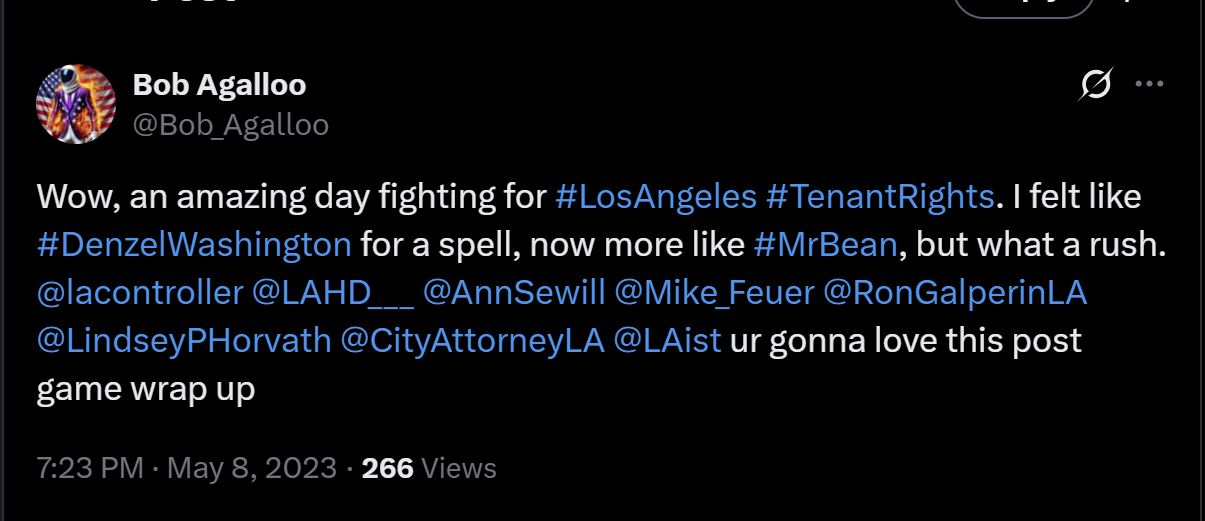 Bob Agalloo
@Bob_Agalloo
Wow, an amazing day fighting for #LosAngeles #TenantRights. I felt like
#DenzelWashington for a spell, now more like #MrBean, but what a rush.
@lacontroller @LAHD___ @AnnSewill @Mike_Feuer @RonGalperinLA
@LindseyPHorvath @CityAttorneyLA @LAist ur gonna love this post
game wrap up
7:23 PM · May 8, 2023 · 266 Views